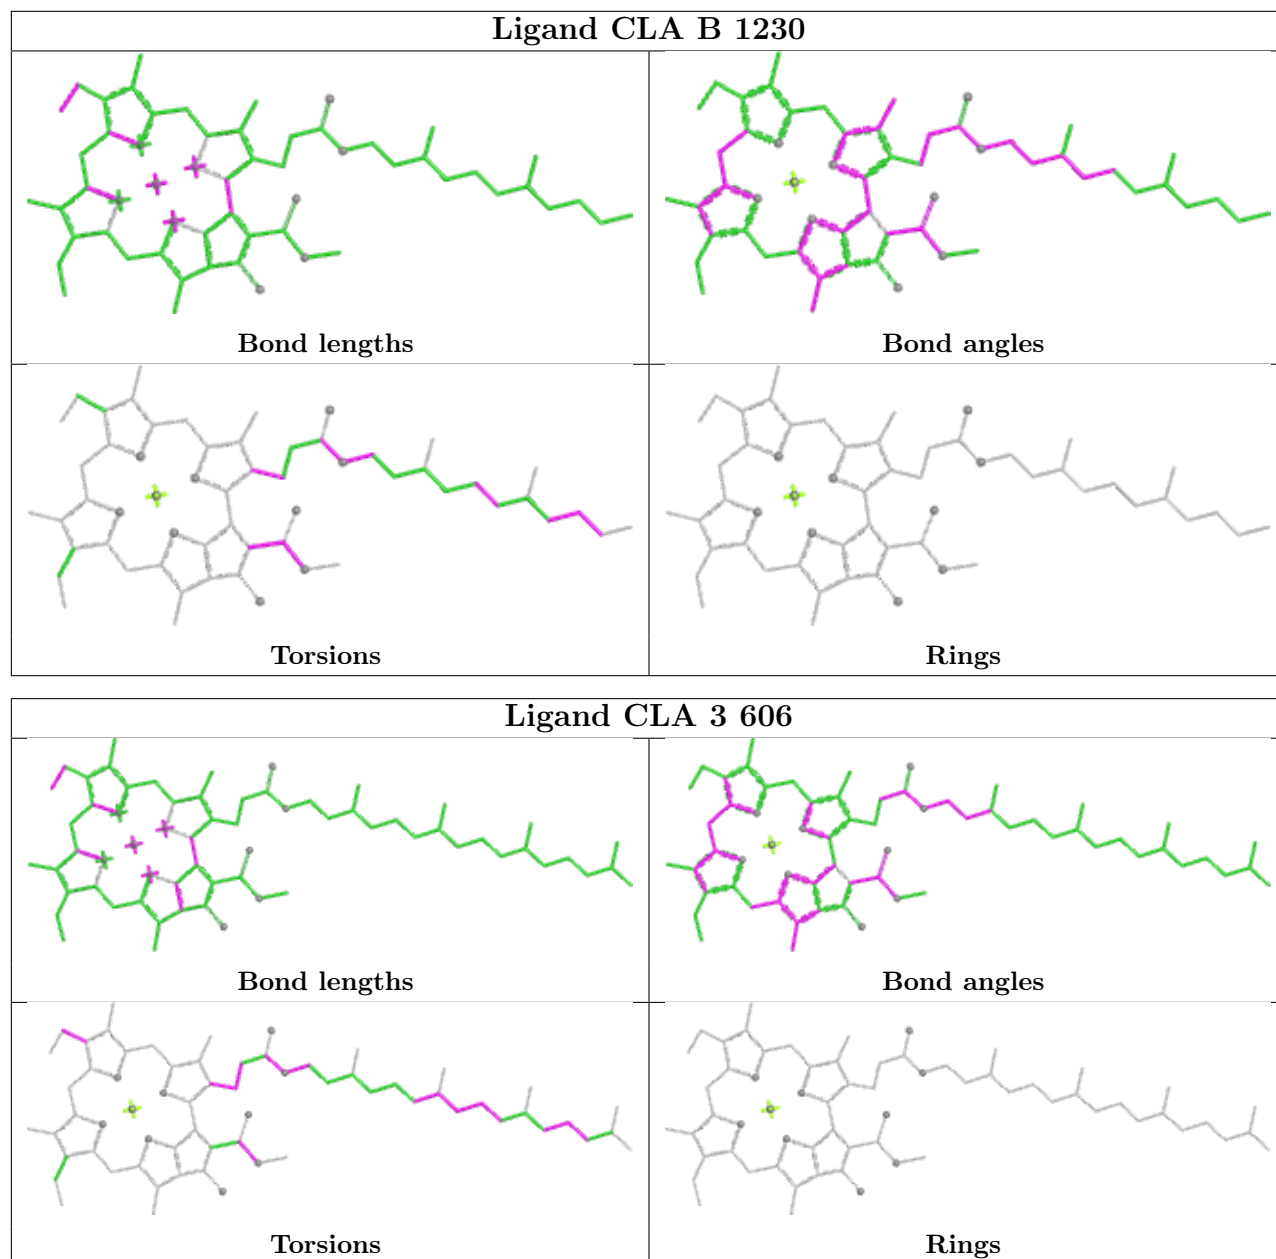 Ligand CLA B 1230
Bond lengths
Bond angles
Torsions
Rings
Ligand CLA 3 606
Bond lengths
Bond angles
Torsions
Rings